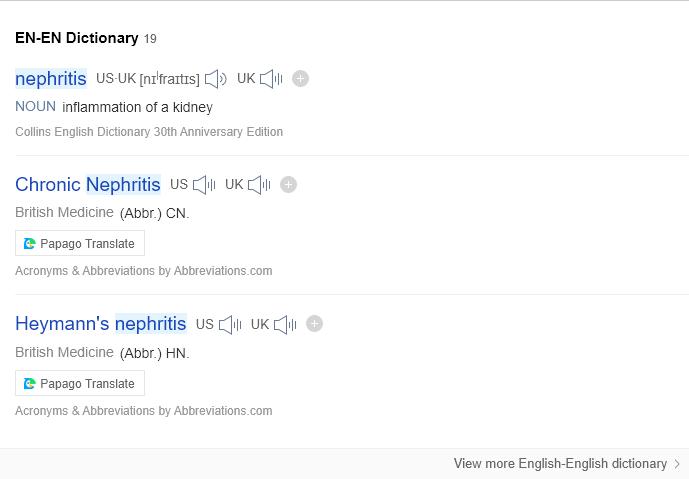 EN-EN Dictionary 19
nephritis US·UK [nɪˈfraɪtɪs] UK
NOUN inflammation of a kidney
Collins English Dictionary 30th Anniversary Edition
Chronic Nephritis US UK
British Medicine (Abbr.) CN.
Papago Translate
Acronyms & Abbreviations by Abbreviations.com
Heymann's nephritis US UK
British Medicine (Abbr.) HN.
Papago Translate
Acronyms & Abbreviations by Abbreviations.com
View more English-English dictionary